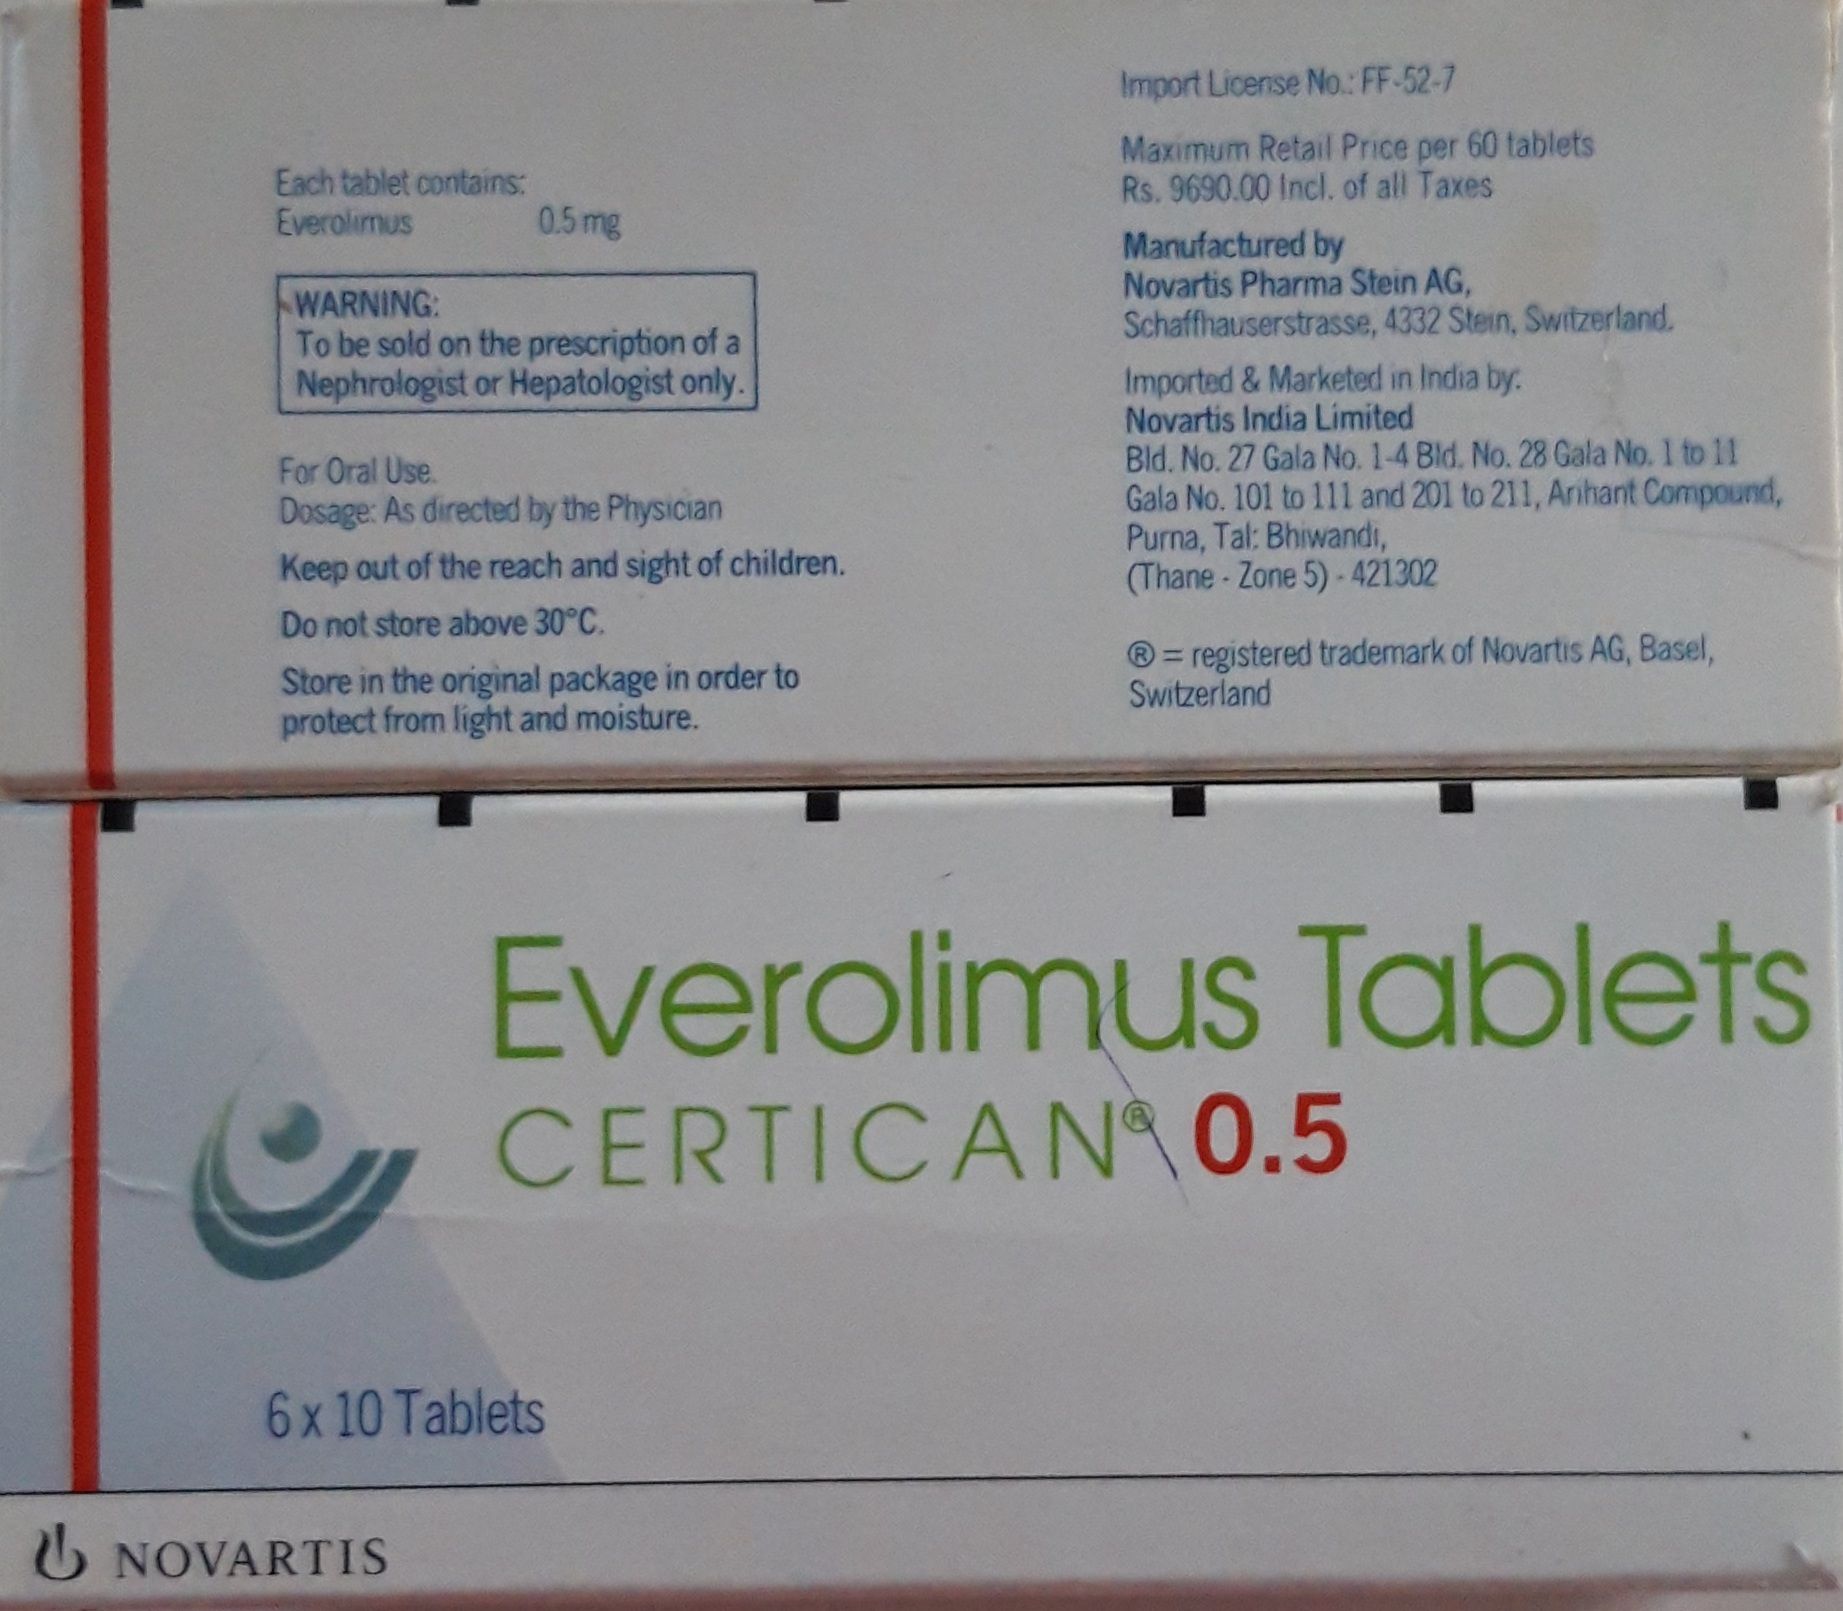 Each tablet contains:
Everolimus 0.5 mg
WARNING:
To be sold on the prescription of a
Nephrologist or Hepatologist only.
For Oral Use.
Dosage: As directed by the Physician
Keep out of the reach and sight of children.
Do not store above 30°C.
Store in the original package in order to
protect from light and moisture.
Import License No.: FF-52-7
Maximum Retail Price per 60 tablets
Rs. 9690.00 Incl. of all Taxes
Manufactured by
Novartis Pharma Stein AG,
Schaffhauserstrasse, 4332 Stein, Switzerland.
Imported & Marketed in India by:
Novartis India Limited
Bld. No. 27 Gala No. 1-4 Bld. No. 28 Gala No. 1 to 11
Gala No. 101 to 111 and 201 to 211, Arihant Compound,
Purna, Tal: Bhiwandi,
(Thane - Zone 5) - 421302
® = registered trademark of Novartis AG, Basel,
Switzerland
Everolimus Tablets
CERTICAN® 0.5
6 x 10 Tablets
NOVARTIS